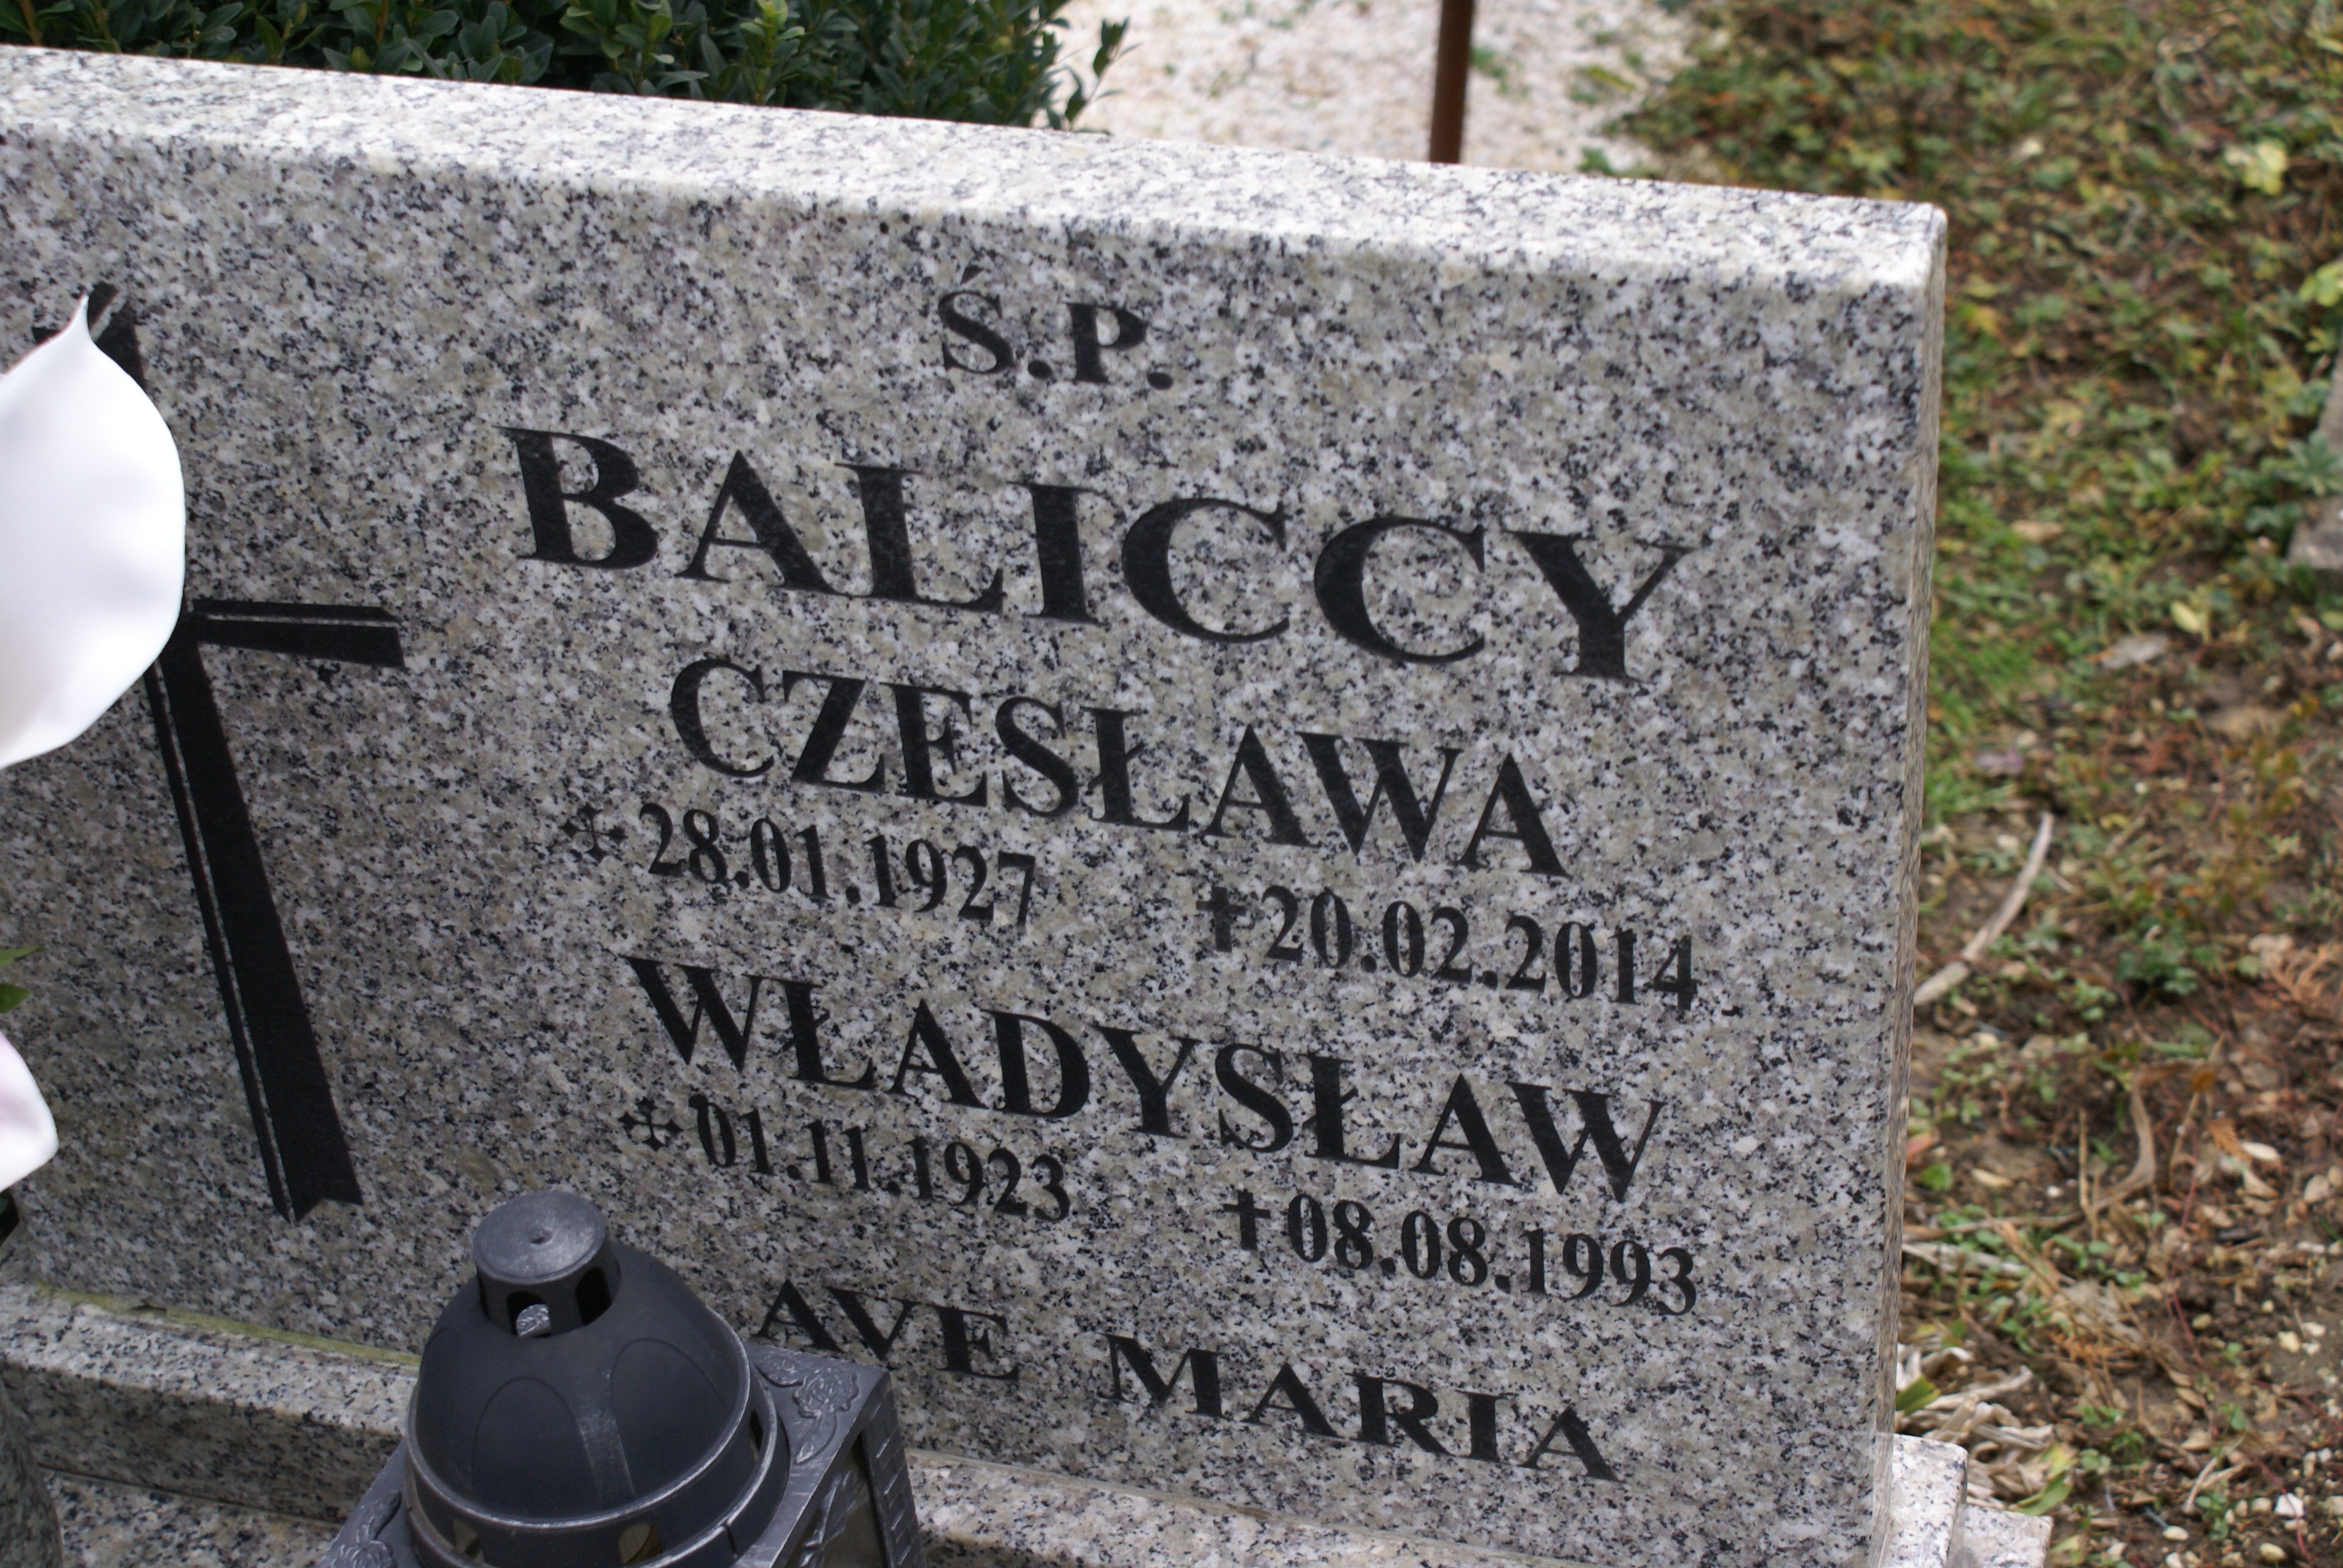 Ś.P.
BALICCY
CZESŁAWA
28.01.1927 †20.02.2014
WŁADYSŁAW
01.11.1923 †08.08.1993
AVE MARIA